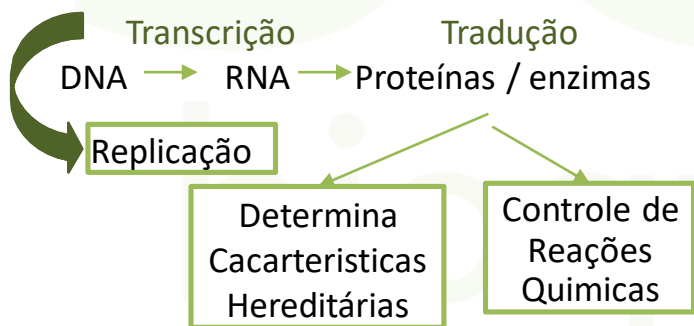 Transcrição Tradução
DNA RNA Proteínas / enzimas
Replicação
Determina
Cacarteristicas
Hereditárias
Controle de
Reações
Quimicas